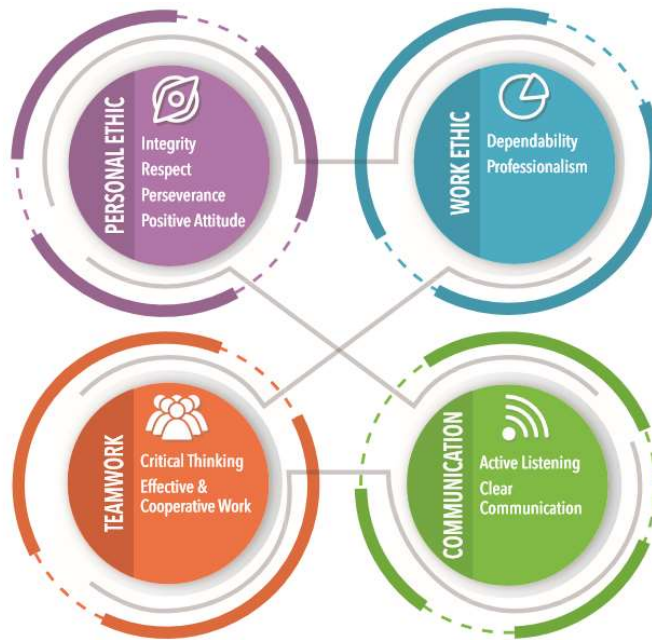 PERSONAL ETHIC
Integrity
Respect
Perseverance
Positive Attitude
WORK ETHIC
Dependability
Professionalism
TEAMWORK
Critical Thinking
Effective &
Cooperative Work
COMMUNICATION
Active Listening
Clear
Communication